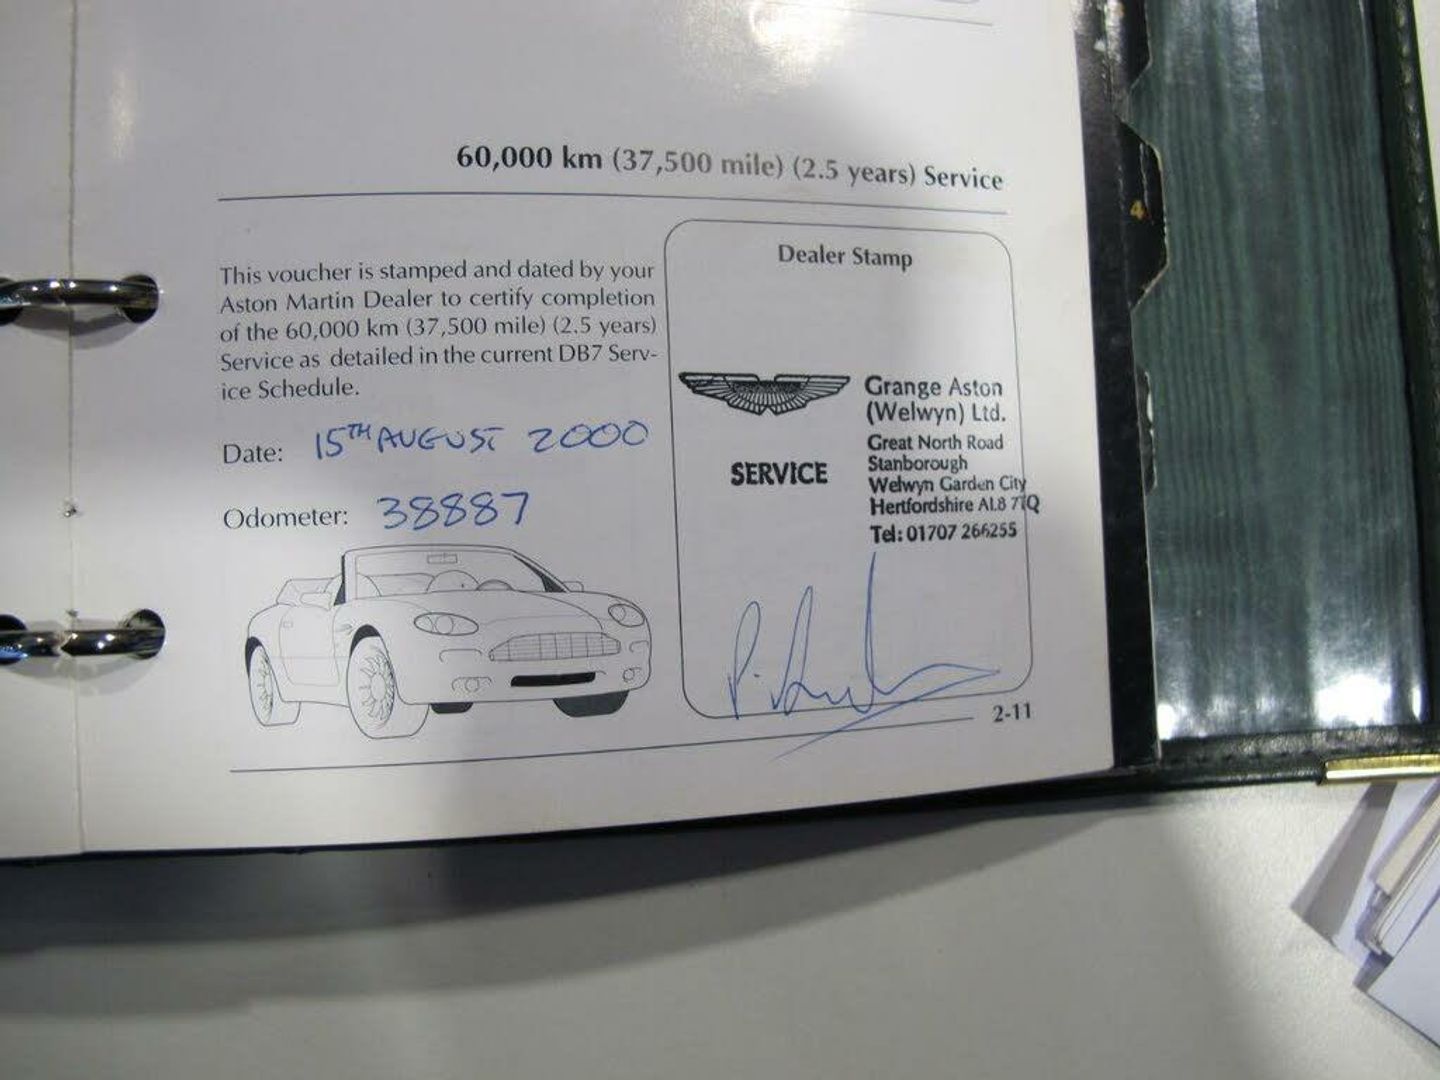 60,000 km (37,500 mile) (2.5 years) Service
This voucher is stamped and dated by your
Aston Martin Dealer to certify completion
of the 60,000 km (37,500 mile) (2.5 years)
Service as detailed in the current DB7 Serv-
ice Schedule.
Date: 15TH AUGUST 2000
Odometer: 38887
Dealer Stamp
Grange Aston
(Welwyn) Ltd.
SERVICE
Great North Road
Stanborough
Welwyn Garden City
Hertfordshire AL8 7TQ
Tel: 01707 266255
2-11